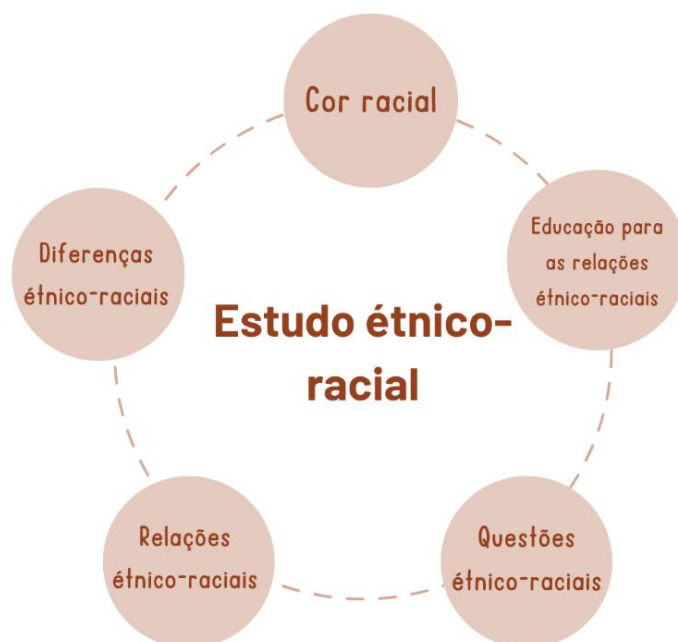 Cor racial
Educação para
as relações
étnico-raciais
Diferenças
étnico-raciais
Estudo étnico-
racial
Relações
étnico-raciais
Questões
étnico-raciais